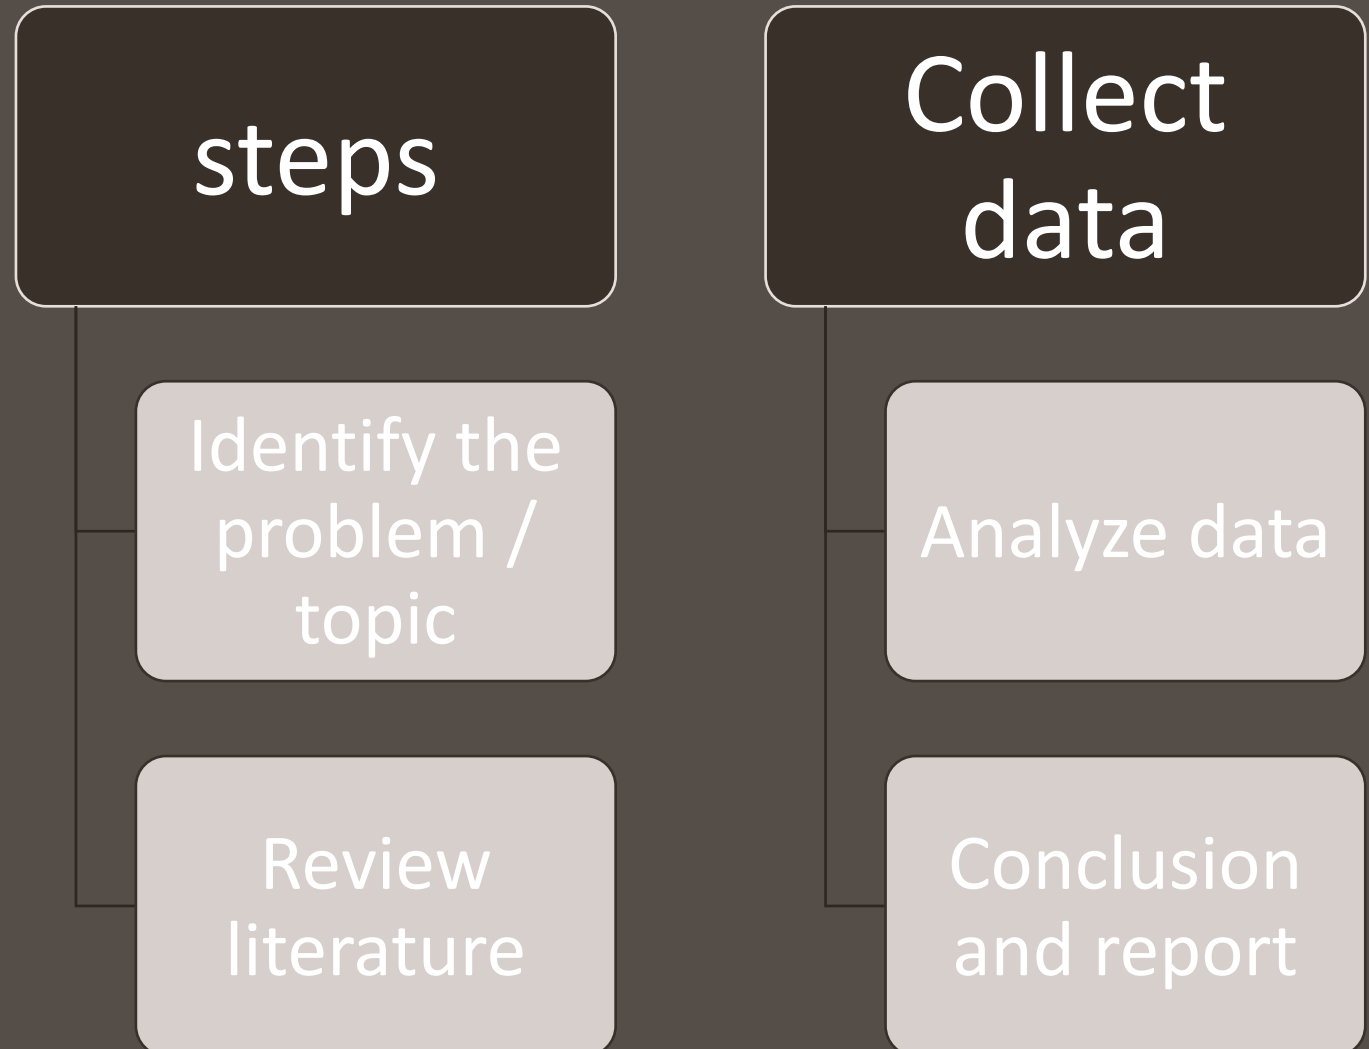 steps
Identify the
problem /
topic
Review
literature
Collect
data
Analyze data
Conclusion
and report